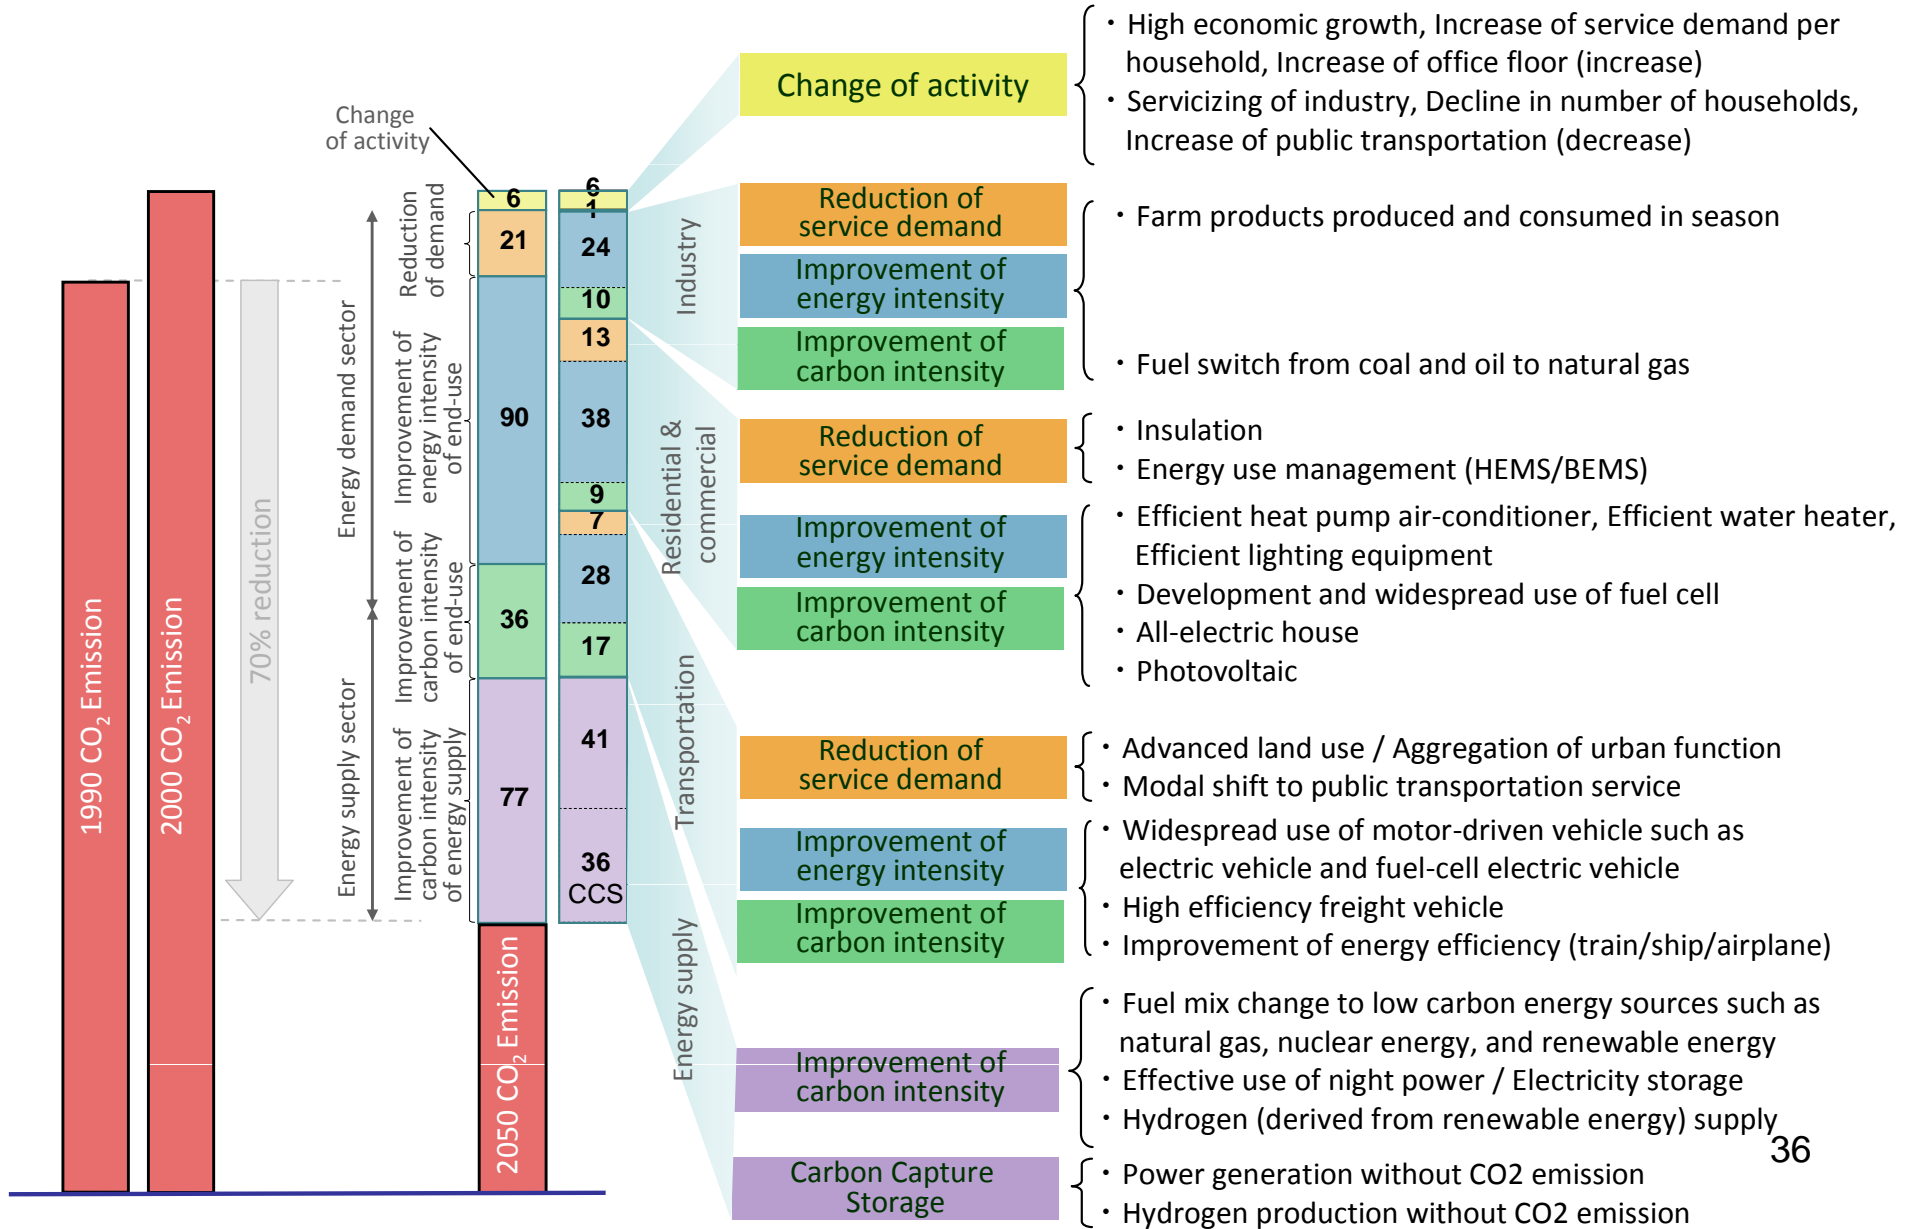 Change
of activity
1990 CO2 Emission
2000 CO2 Emission
70% reduction
Energy demand sector
Energy supply sector
Reduction
of demand
Improvement of
energy intensity
of end-use
Improvement of
carbon intensity
of end-use
Improvement of
carbon intensity
of energy supply
6
21
90
36
77
2050 CO2 Emission
6
1
24
10
13
38
9
7
28
17
41
36
CCS
Industry
Residential &
commercial
Transportation
Energy supply
Change of activity
・High economic growth, Increase of service demand per
household, Increase of office floor (increase)
・Servicizing of industry, Decline in number of households,
Increase of public transportation (decrease)
Reduction of
service demand
Improvement of
energy intensity
Improvement of
carbon intensity
・Farm products produced and consumed in season
・Fuel switch from coal and oil to natural gas
Reduction of
service demand
・Insulation
・Energy use management (HEMS/BEMS)
Improvement of
energy intensity
Improvement of
carbon intensity
・Efficient heat pump air-conditioner, Efficient water heater,
Efficient lighting equipment
・Development and widespread use of fuel cell
・All-electric house
・Photovoltaic
Reduction of
service demand
・Advanced land use / Aggregation of urban function
・Modal shift to public transportation service
Improvement of
energy intensity
Improvement of
carbon intensity
・Widespread use of motor-driven vehicle such as
electric vehicle and fuel-cell electric vehicle
・High efficiency freight vehicle
・Improvement of energy efficiency (train/ship/airplane)
Improvement of
carbon intensity
・Fuel mix change to low carbon energy sources such as
natural gas, nuclear energy, and renewable energy
・Effective use of night power / Electricity storage
・Hydrogen (derived from renewable energy) supply
36
Carbon Capture
Storage
・Power generation without CO2 emission
・Hydrogen production without CO2 emission